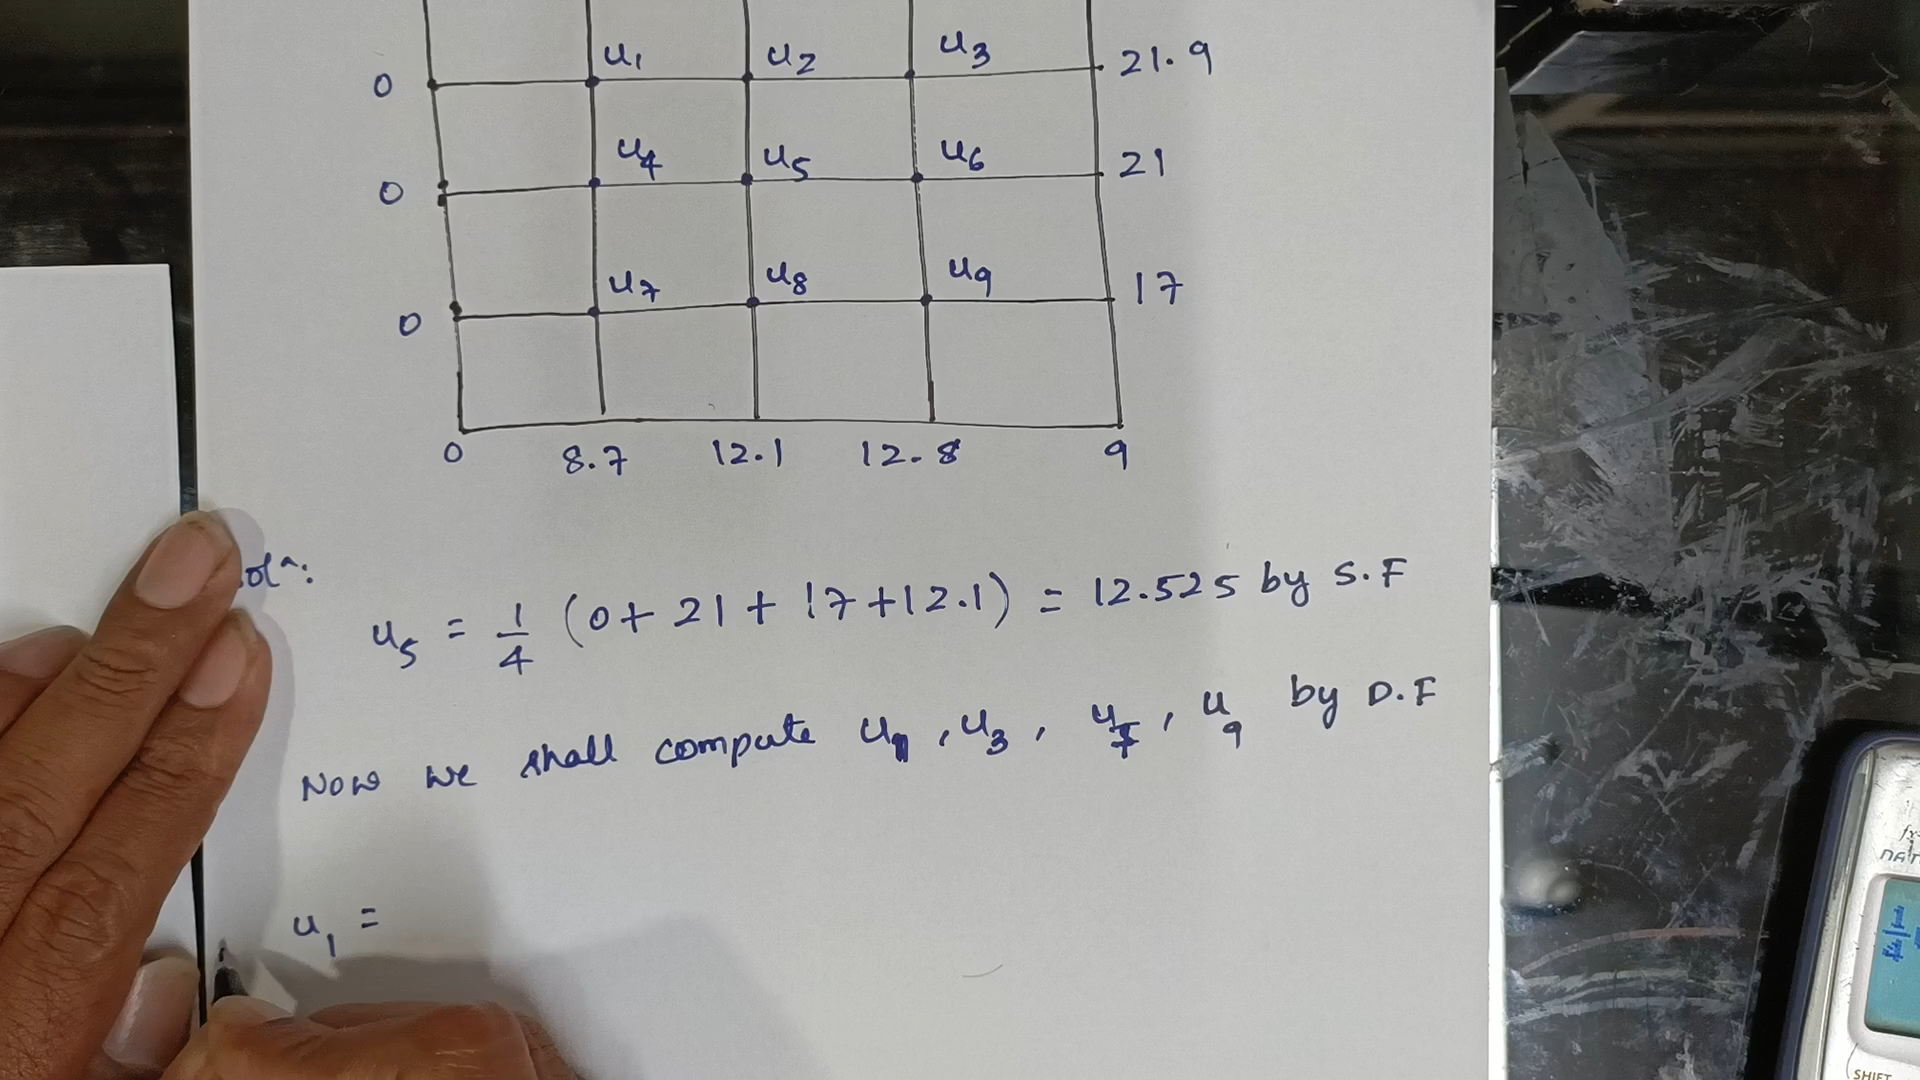 u1 u2 u3
0 21.9
u4 u5 u6
0 21
u7 u8 u9
0 17
0 8.7 12.1 12.8 9
oln:
u5 = 1/4 (0+ 21 + 17+12.1) = 12.525 by S.F
Now we shall compute u1, u3, u7, u9 by D.F
u1 =
SHIFT